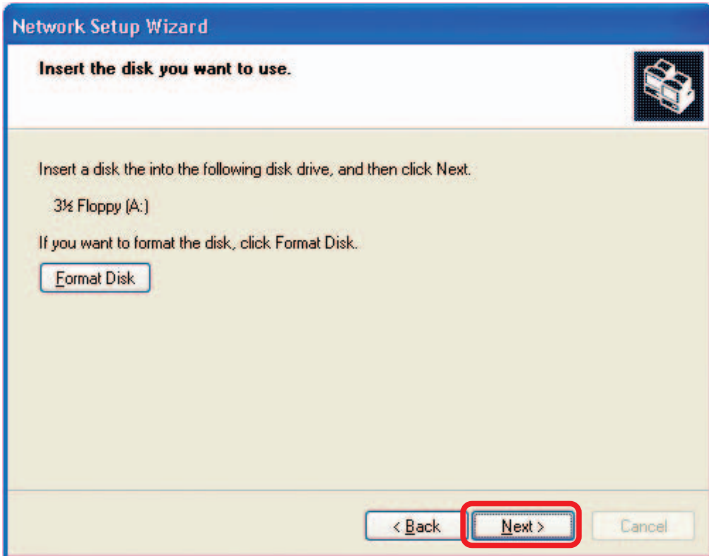 Network Setup Wizard
Insert the disk you want to use.
Insert a disk the into the following disk drive, and then click Next.
3½ Floppy (A:)
If you want to format the disk, click Format Disk.
Format Disk
< Back Next > Cancel